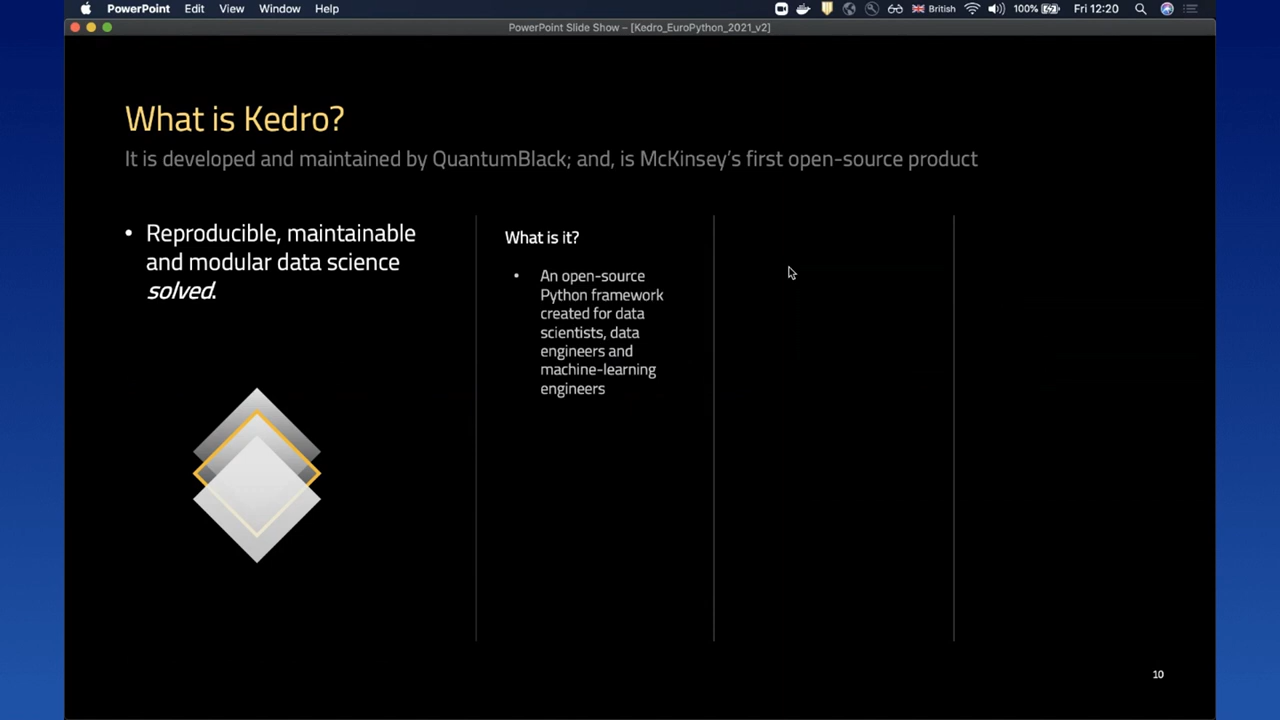 PowerPoint Edit View Window Help British 100% Fri 12:20
PowerPoint Slide Show – [Kedro_EuroPython_2021_v2]
What is Kedro?
It is developed and maintained by QuantumBlack; and, is McKinsey's first open-source product
• Reproducible, maintainable
and modular data science
solved.
What is it?
• An open-source
Python framework
created for data
scientists, data
engineers and
machine-learning
engineers
10